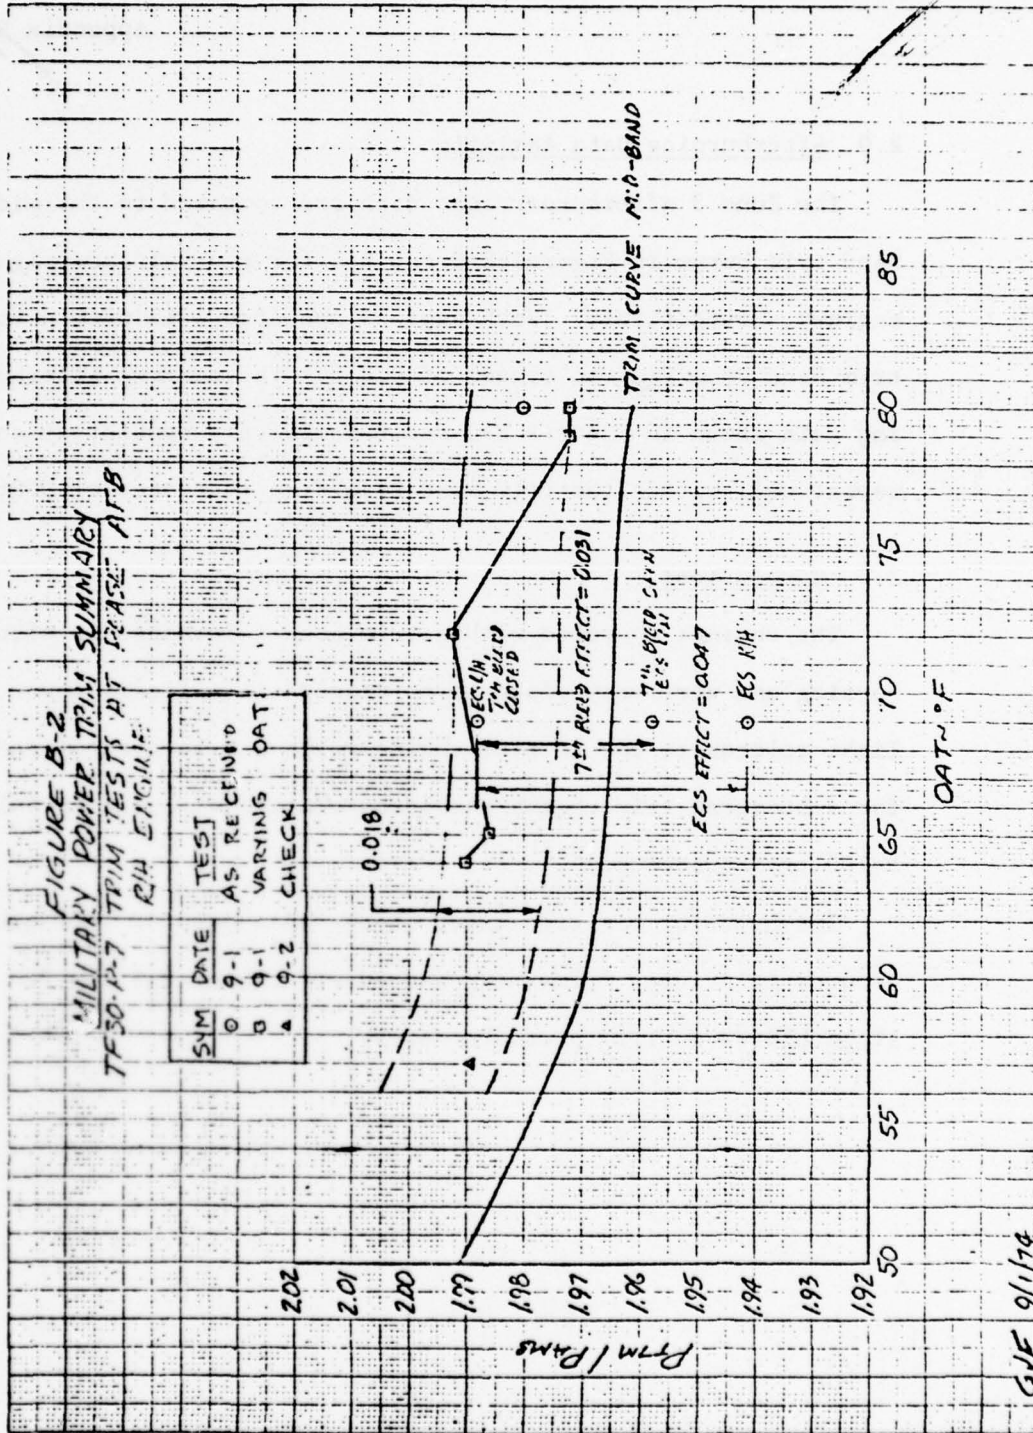 FIGURE B-2
MILITARY POWER TRIM SUMMARY
TF30-P-7 TRIM TESTS AT PEASE AFB
R/H ENGINE
SYM DATE TEST
9-1 AS RECEIVED
9-1 VARYING OAT
9-2 CHECK
0.018
ECS L/H,
7th BLEED
CLOSED
7th BLEED EFFECT = 0.031
7th BLEED OPEN
ECS EFFECT = 0.047
ECS R/H
TRIM CURVE MID-BAND
2.02
2.01
2.00
1.99
1.98
1.97
1.96
1.95
1.94
1.93
1.92
50 55 60 65 70 75 80 85
OAT~°F
9/1/74